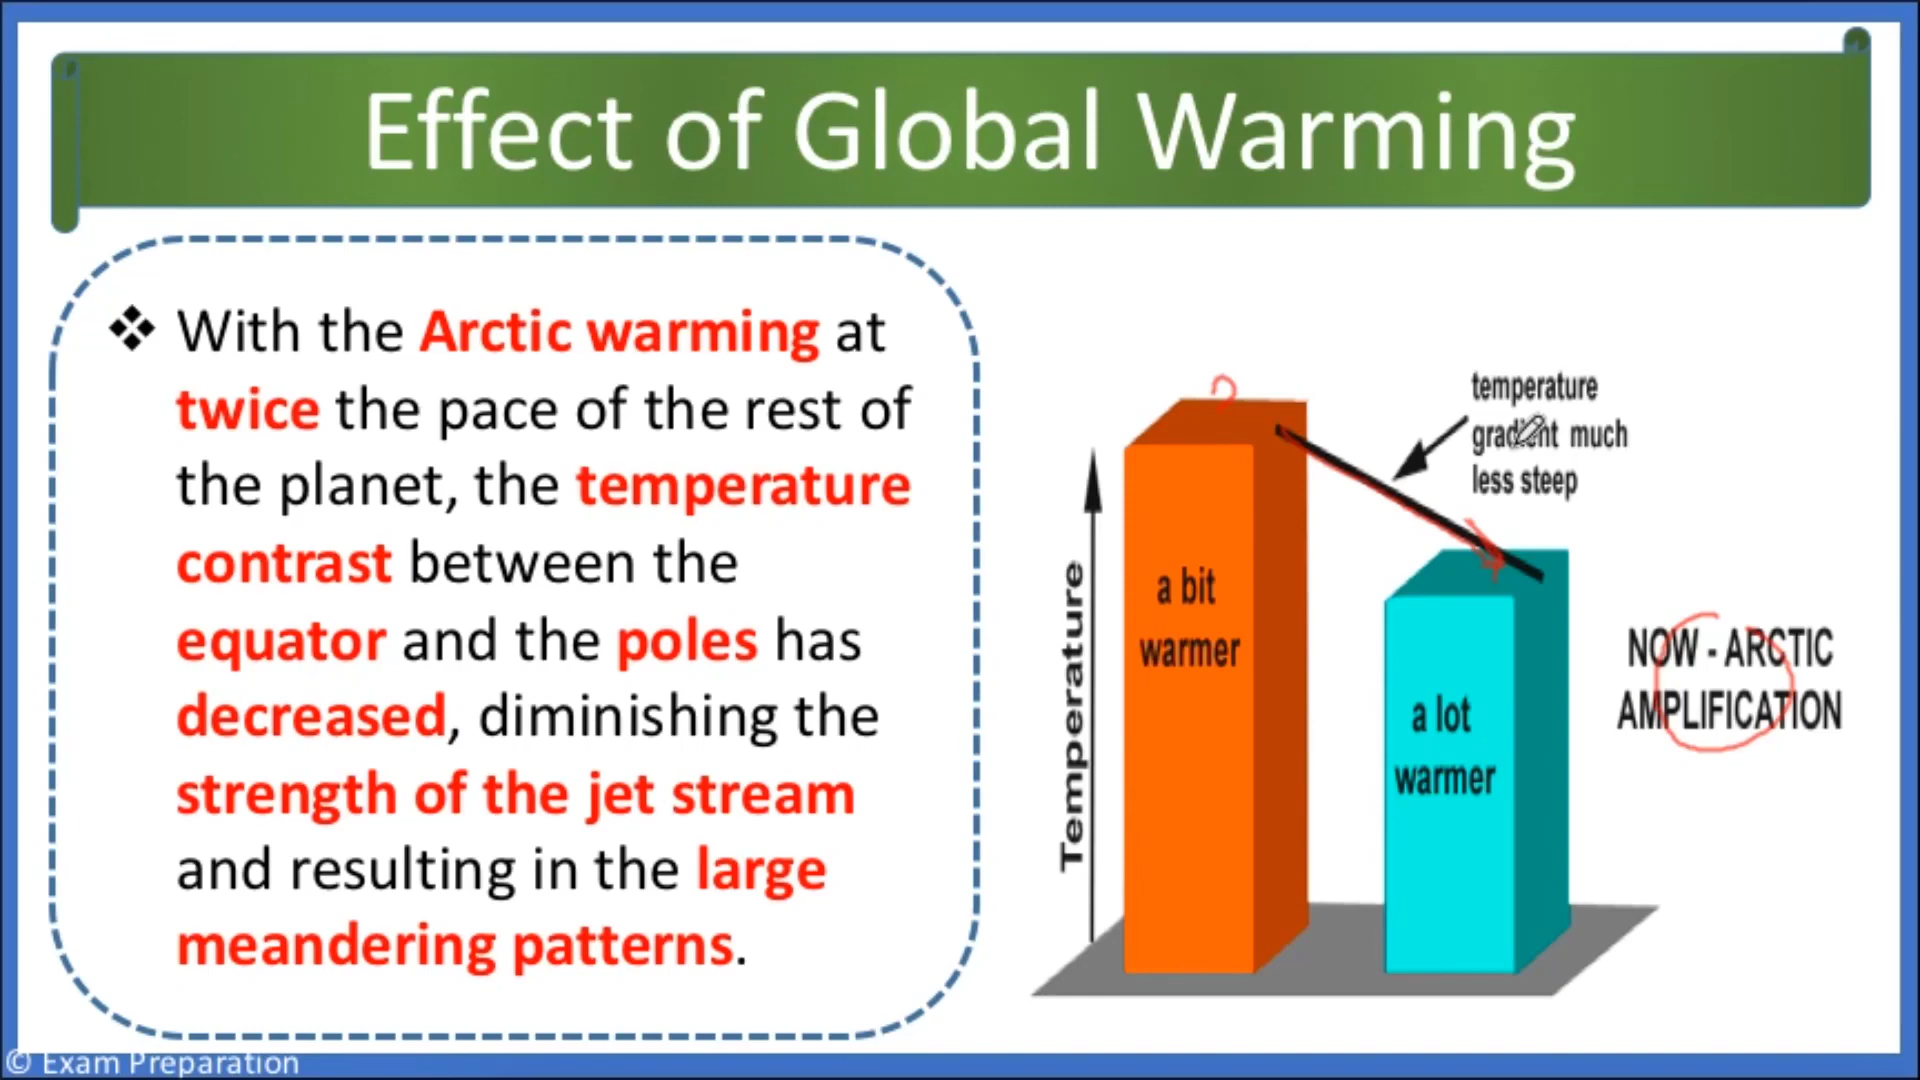 Effect of Global Warming
❖ With the Arctic warming at
twice the pace of the rest of
the planet, the temperature
contrast between the
equator and the poles has
decreased, diminishing the
strength of the jet stream
and resulting in the large
meandering patterns.
temperature
gradient much
less steep
Temperature
a bit
warmer
a lot
warmer
NOW - ARCTIC
AMPLIFICATION
© Exam Preparation